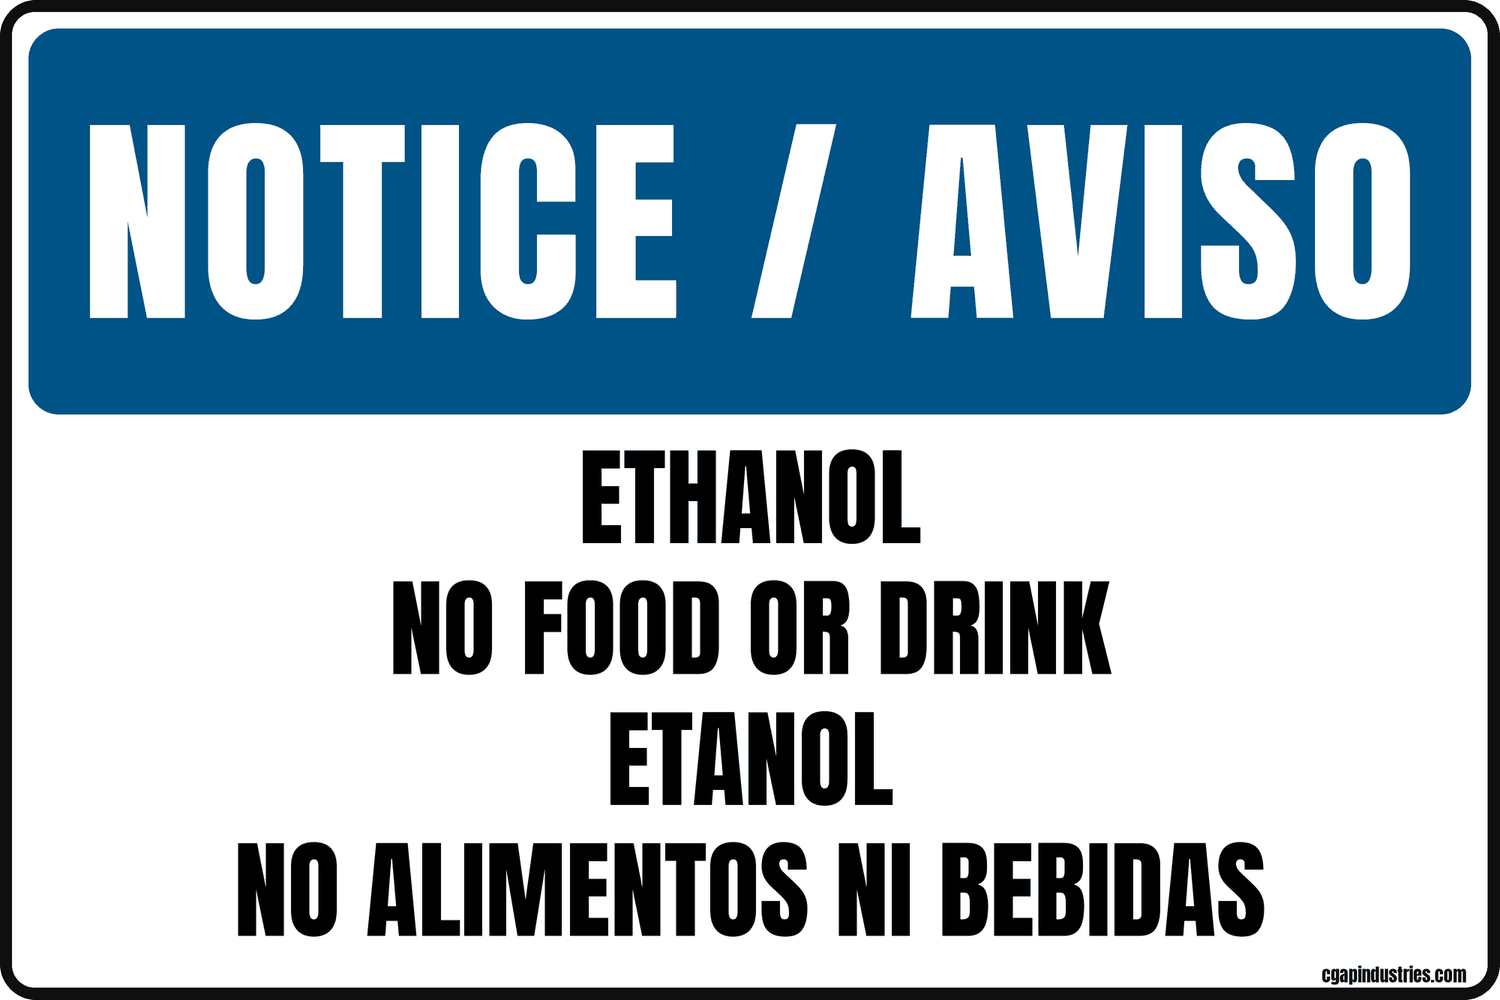 NOTICE / AVISO
ETHANOL
NO FOOD OR DRINK
ETANOL
NO ALIMENTOS NI BEBIDAS
cgapindustries.com